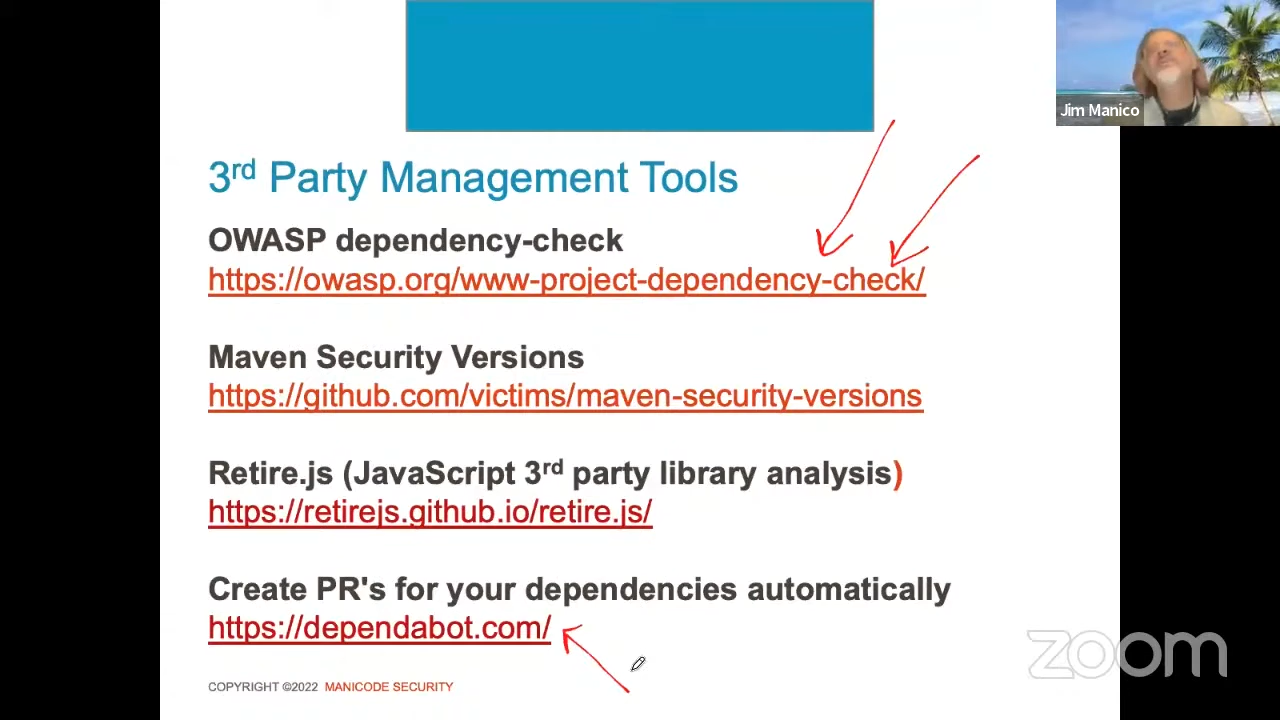 Jim Manico
3rd Party Management Tools
OWASP dependency-check
https://owasp.org/www-project-dependency-check/
Maven Security Versions
https://github.com/victims/maven-security-versions
Retire.js (JavaScript 3rd party library analysis)
https://retirejs.github.io/retire.js/
Create PR's for your dependencies automatically
https://dependabot.com/
zoom
COPYRIGHT ©2022 MANICODE SECURITY